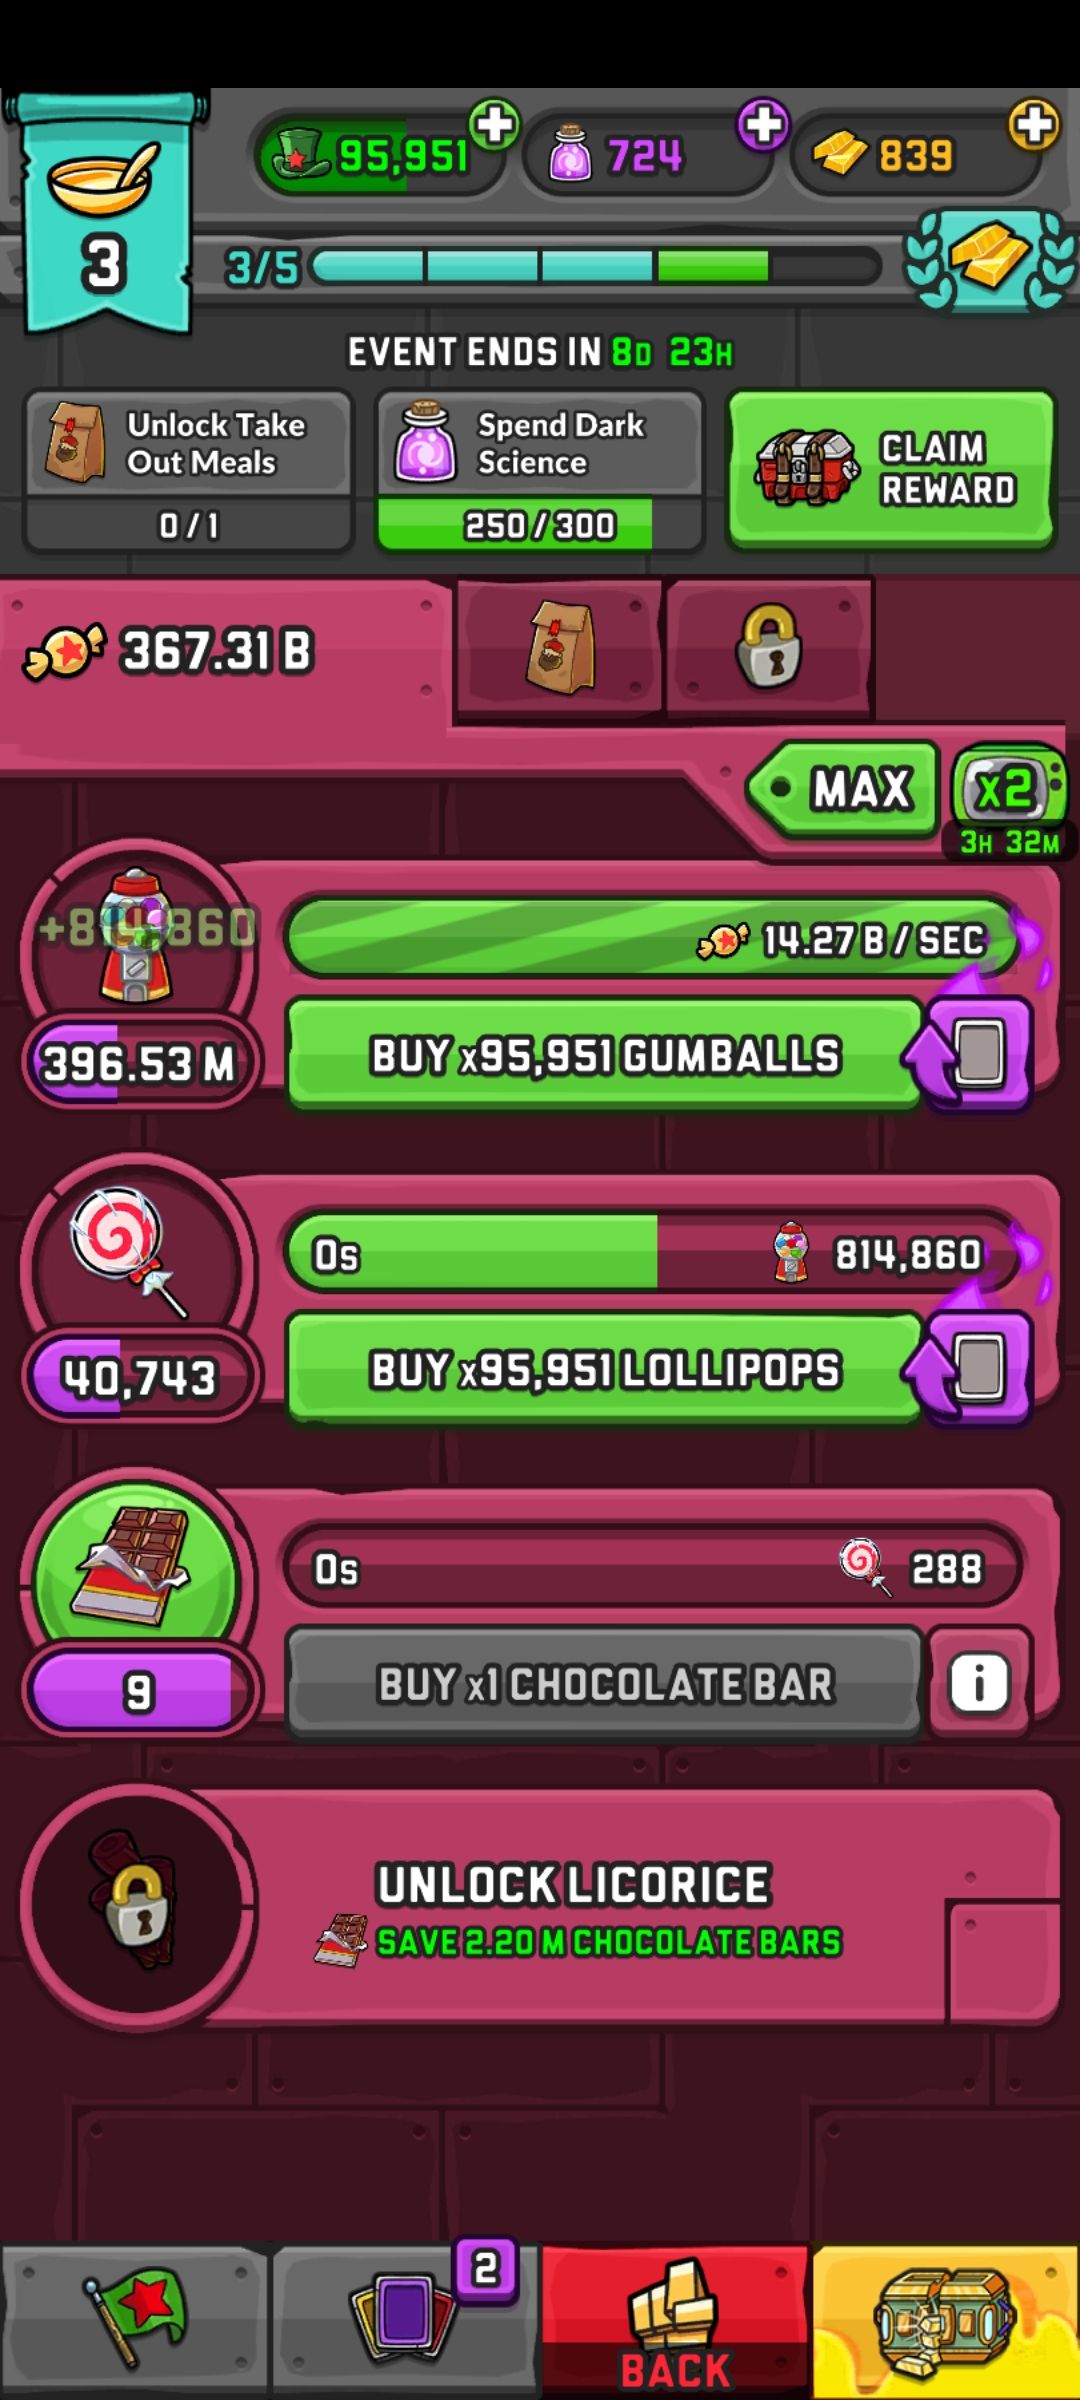 95,951
724
839
3
3/5
EVENT ENDS IN 8D 23H
Unlock Take
Out Meals
0 / 1
Spend Dark
Science
250 / 300
CLAIM
REWARD
367.31 B
MAX
x2
3H 32M
+814,860
14.27 B / SEC
396.53 M
BUY x95,951 GUMBALLS
0s
814,860
40,743
BUY x95,951 LOLLIPOPS
0s
288
9
BUY x1 CHOCOLATE BAR
i
UNLOCK LICORICE
SAVE 2.20 M CHOCOLATE BARS
2
BACK